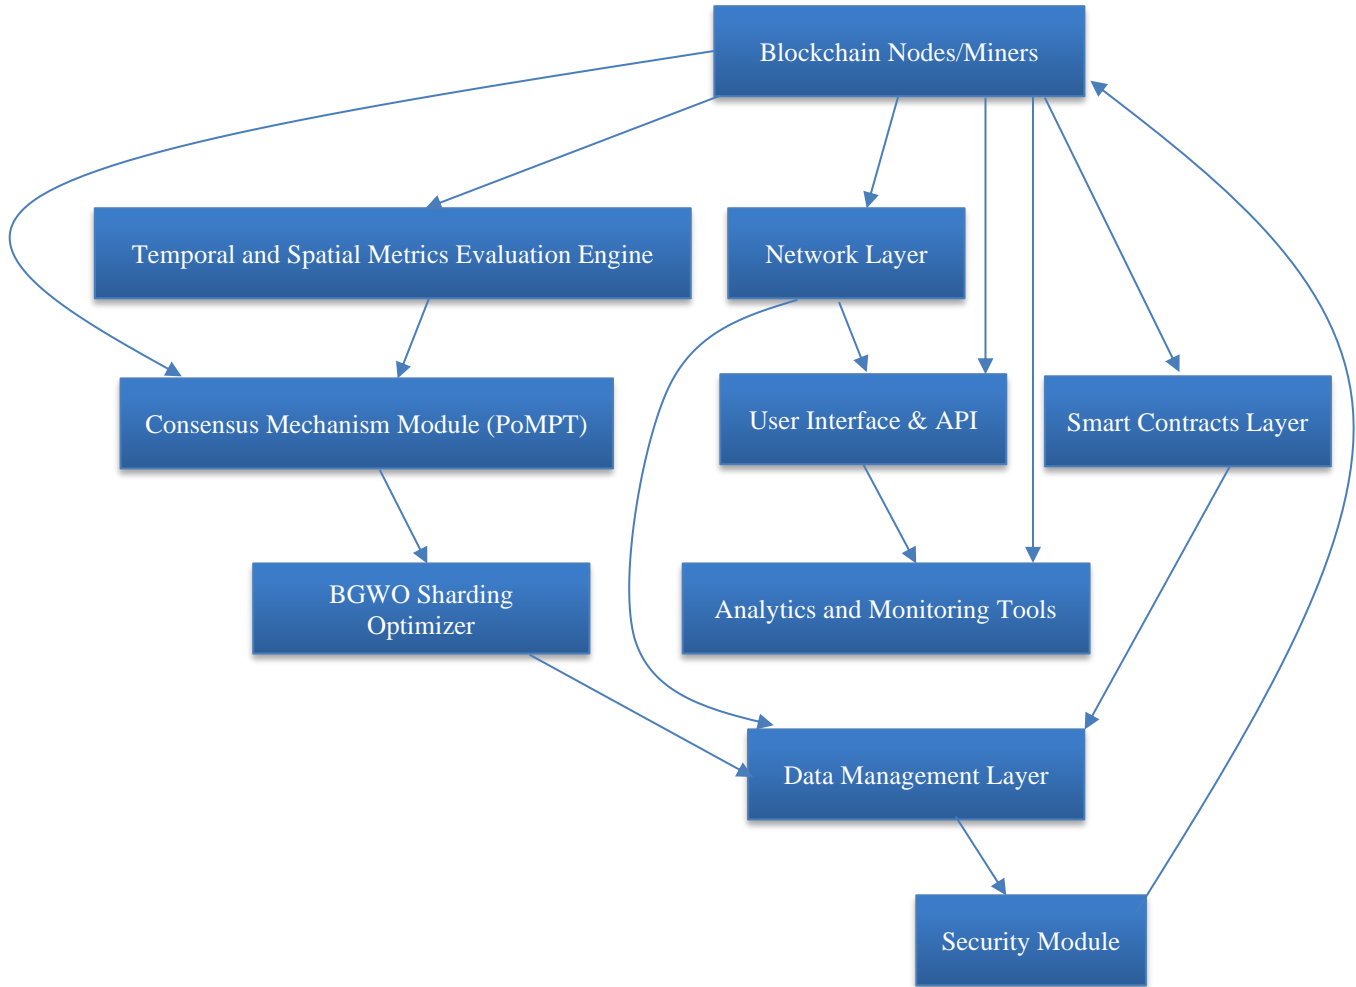 Blockchain Nodes/Miners
Temporal and Spatial Metrics Evaluation Engine
Network Layer
Consensus Mechanism Module (PoMPT)
User Interface & API
Smart Contracts Layer
BGWO Sharding
Optimizer
Analytics and Monitoring Tools
Data Management Layer
Security Module